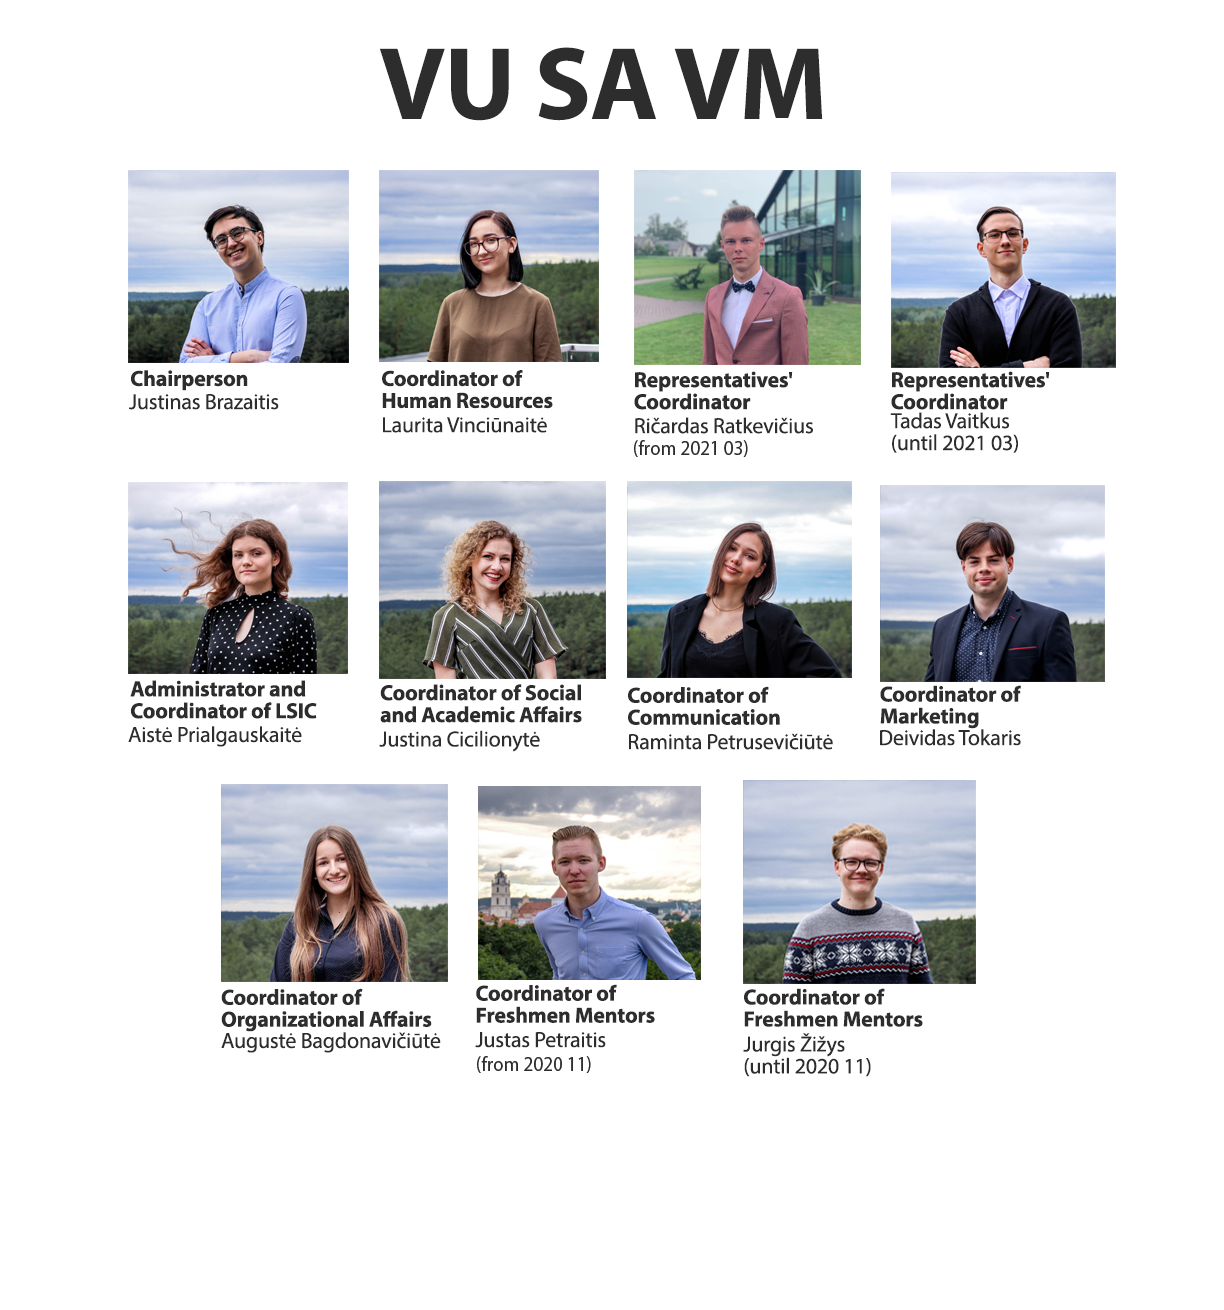 VU SA VM
Chairperson
Justinas Brazaitis
Coordinator of
Human Resources
Laurita Vinciūnaitė
Representatives'
Coordinator
Ričardas Ratkevičius
(from 2021 03)
Representatives'
Coordinator
Tadas Vaitkus
(until 2021 03)
Administrator and
Coordinator of LSIC
Aistė Prialgauskaitė
Coordinator of Social
and Academic Affairs
Justina Cicilionytė
Coordinator of
Communication
Raminta Petrusevičiūtė
Coordinator of
Marketing
Deividas Tokaris
Coordinator of
Organizational Affairs
Augustė Bagdonavičiūtė
Coordinator of
Freshmen Mentors
Justas Petraitis
(from 2020 11)
Coordinator of
Freshmen Mentors
Jurgis Žižys
(until 2020 11)